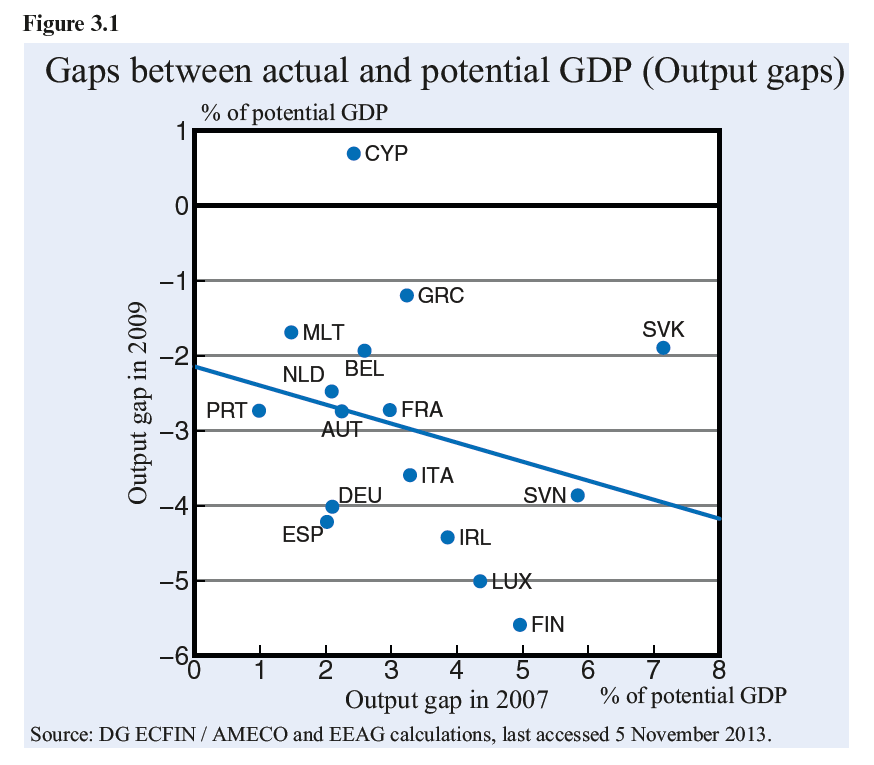 Figure 3.1
Gaps between actual and potential GDP (Output gaps)
% of potential GDP
1
CYP
0
−1
GRC
MLT
SVK
−2
BEL
NLD
PRT
FRA
AUT
−3
ITA
DEU
SVN
−4
ESP
IRL
−5
LUX
FIN
−6
Output gap in 2009
0 1 2 3 4 5 6 7 8
Output gap in 2007
% of potential GDP
Source: DG ECFIN / AMECO and EEAG calculations, last accessed 5 November 2013.